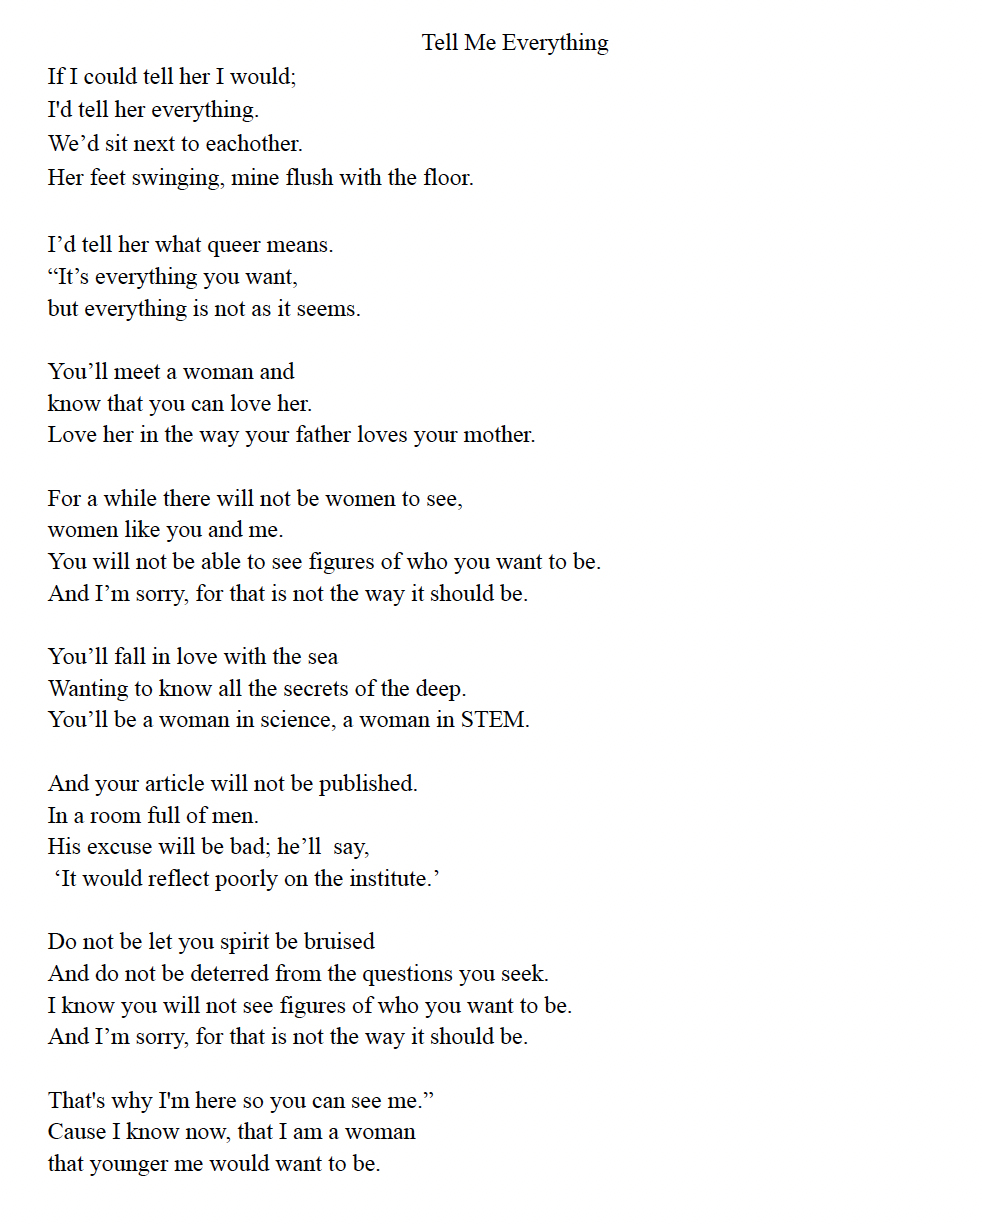 Tell Me Everything
If I could tell her I would;
I'd tell her everything.
We’d sit next to eachother.
Her feet swinging, mine flush with the floor.
I’d tell her what queer means.
“It’s everything you want,
but everything is not as it seems.
You’ll meet a woman and
know that you can love her.
Love her in the way your father loves your mother.
For a while there will not be women to see,
women like you and me.
You will not be able to see figures of who you want to be.
And I’m sorry, for that is not the way it should be.
You’ll fall in love with the sea
Wanting to know all the secrets of the deep.
You’ll be a woman in science, a woman in STEM.
And your article will not be published.
In a room full of men.
His excuse will be bad; he’ll  say,
‘It would reflect poorly on the institute.’
Do not be let you spirit be bruised
And do not be deterred from the questions you seek.
I know you will not see figures of who you want to be.
And I’m sorry, for that is not the way it should be.
That's why I'm here so you can see me.”
Cause I know now, that I am a woman
that younger me would want to be.